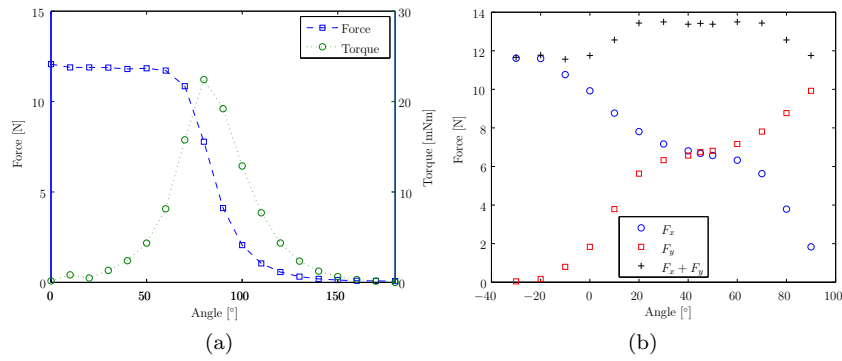 15
10
5
0
Force [N]
30
20
10
0
Torque [mNm]
Force
Torque
0
50
100
150
Angle [°]
(a)
14
12
10
8
6
4
2
0
Force [N]
F_x
F_y
F_x + F_y
−40
−20
0
20
40
60
80
100
Angle [°]
(b)